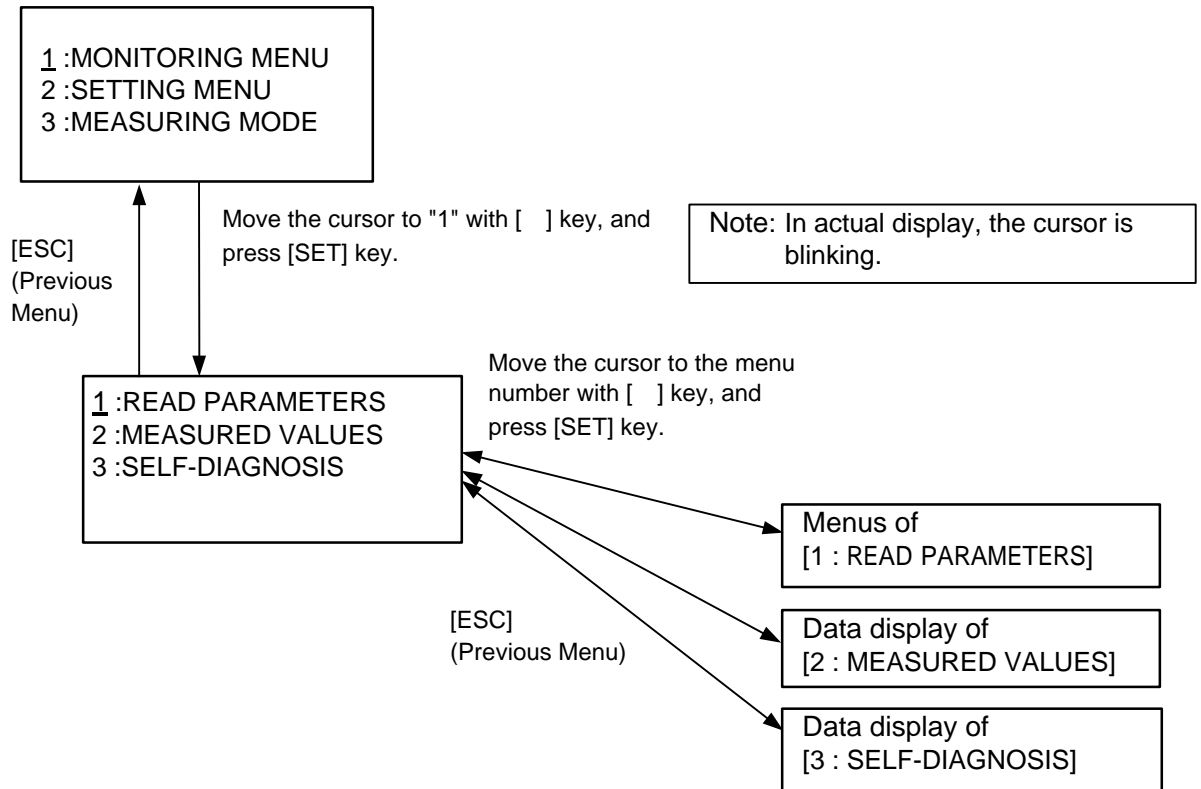 1 :MONITORING MENU
2 :SETTING MENU
3 :MEASURING MODE
Move the cursor to "1" with [   ] key, and
press [SET] key.
Note: In actual display, the cursor is
blinking.
[ESC]
(Previous
Menu)
1 :READ PARAMETERS
2 :MEASURED VALUES
3 :SELF-DIAGNOSIS
Move the cursor to the menu
number with [   ] key, and
press [SET] key.
Menus of
[1 : READ PARAMETERS]
[ESC]
(Previous Menu)
Data display of
[2 : MEASURED VALUES]
Data display of
[3 : SELF-DIAGNOSIS]